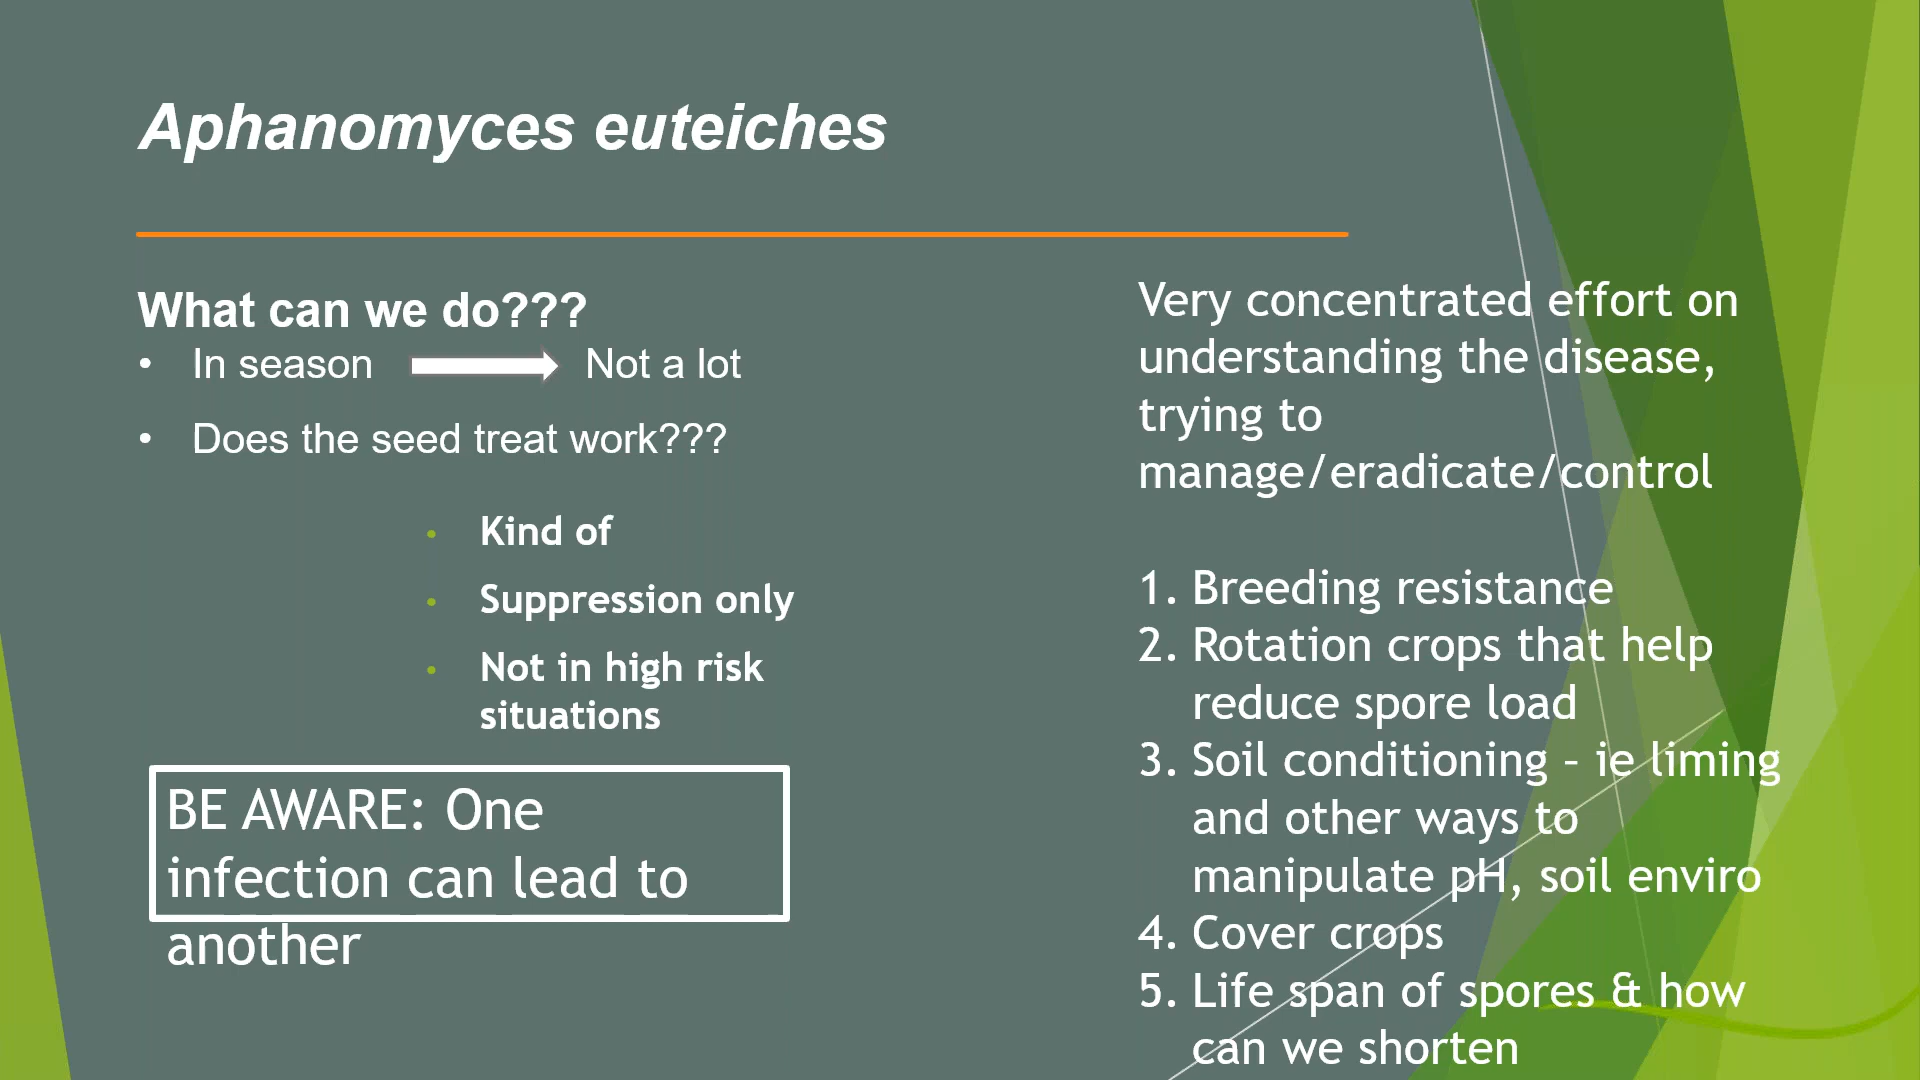 Aphanomyces euteiches
What can we do???
• In season Not a lot
• Does the seed treat work???
• Kind of
• Suppression only
• Not in high risk
situations
BE AWARE: One
infection can lead to
another
Very concentrated effort on
understanding the disease,
trying to
manage/eradicate/control
1. Breeding resistance
2. Rotation crops that help
reduce spore load
3. Soil conditioning – ie liming
and other ways to
manipulate pH, soil enviro
4. Cover crops
5. Life span of spores & how
can we shorten